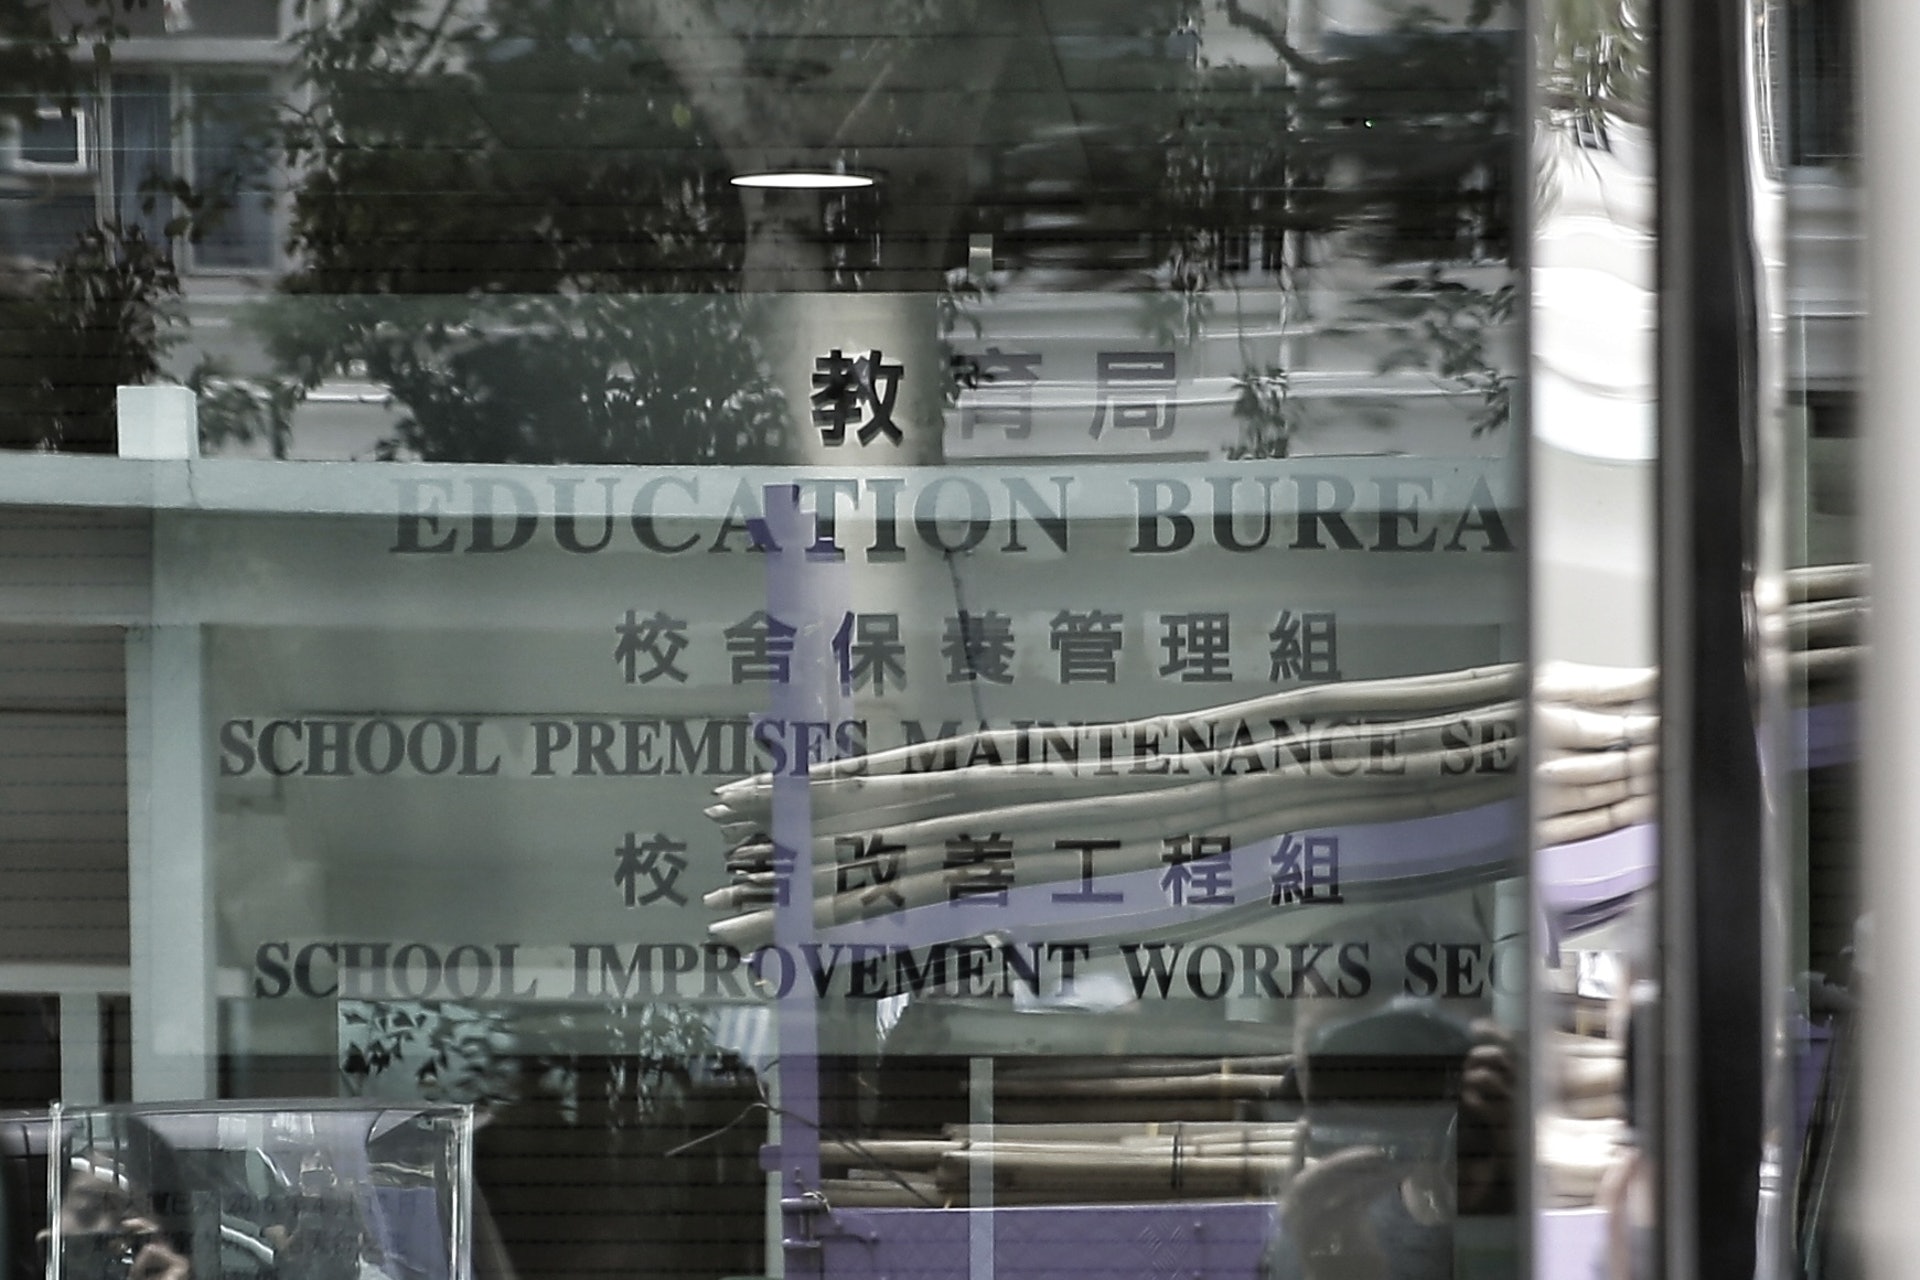 教育局
EDUCATION BUREA
校舍保養管理組
SCHOOL PREMISES MAINTENANCE SE
校舍改善工程組
SCHOOL IMPROVEMENT WORKS SEC